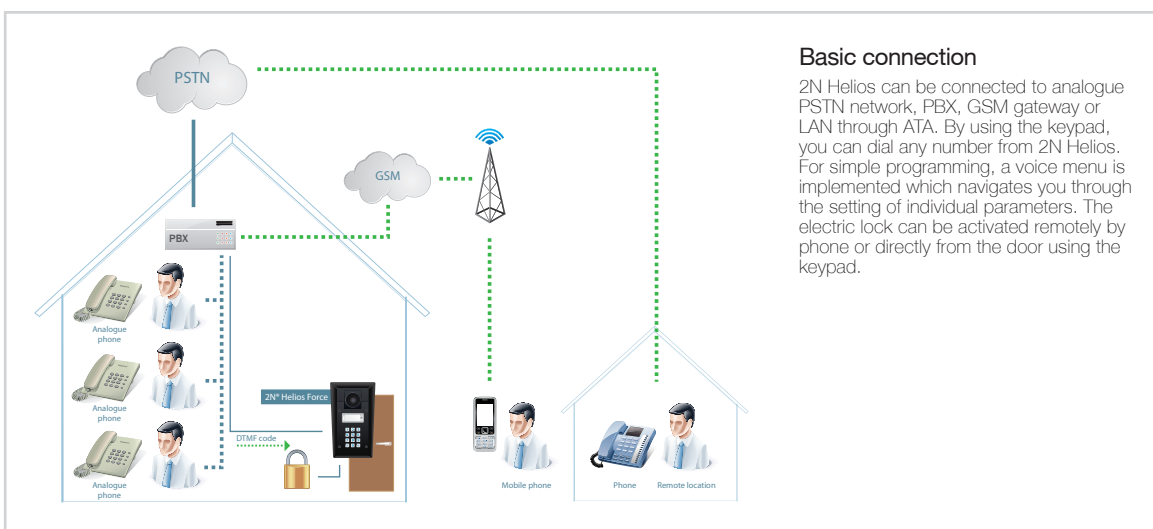 Basic connection
2N Helios can be connected to analogue
PSTN network, PBX, GSM gateway or
LAN through ATA. By using the keypad,
you can dial any number from 2N Helios.
For simple programming, a voice menu is
implemented which navigates you through
the setting of individual parameters. The
electric lock can be activated remotely by
phone or directly from the door using the
keypad.
PSTN
GSM
PBX
Analogue
phone
Analogue
phone
Analogue
phone
2N® Helios Force
DTMF code
Mobile phone
Phone
Remote location